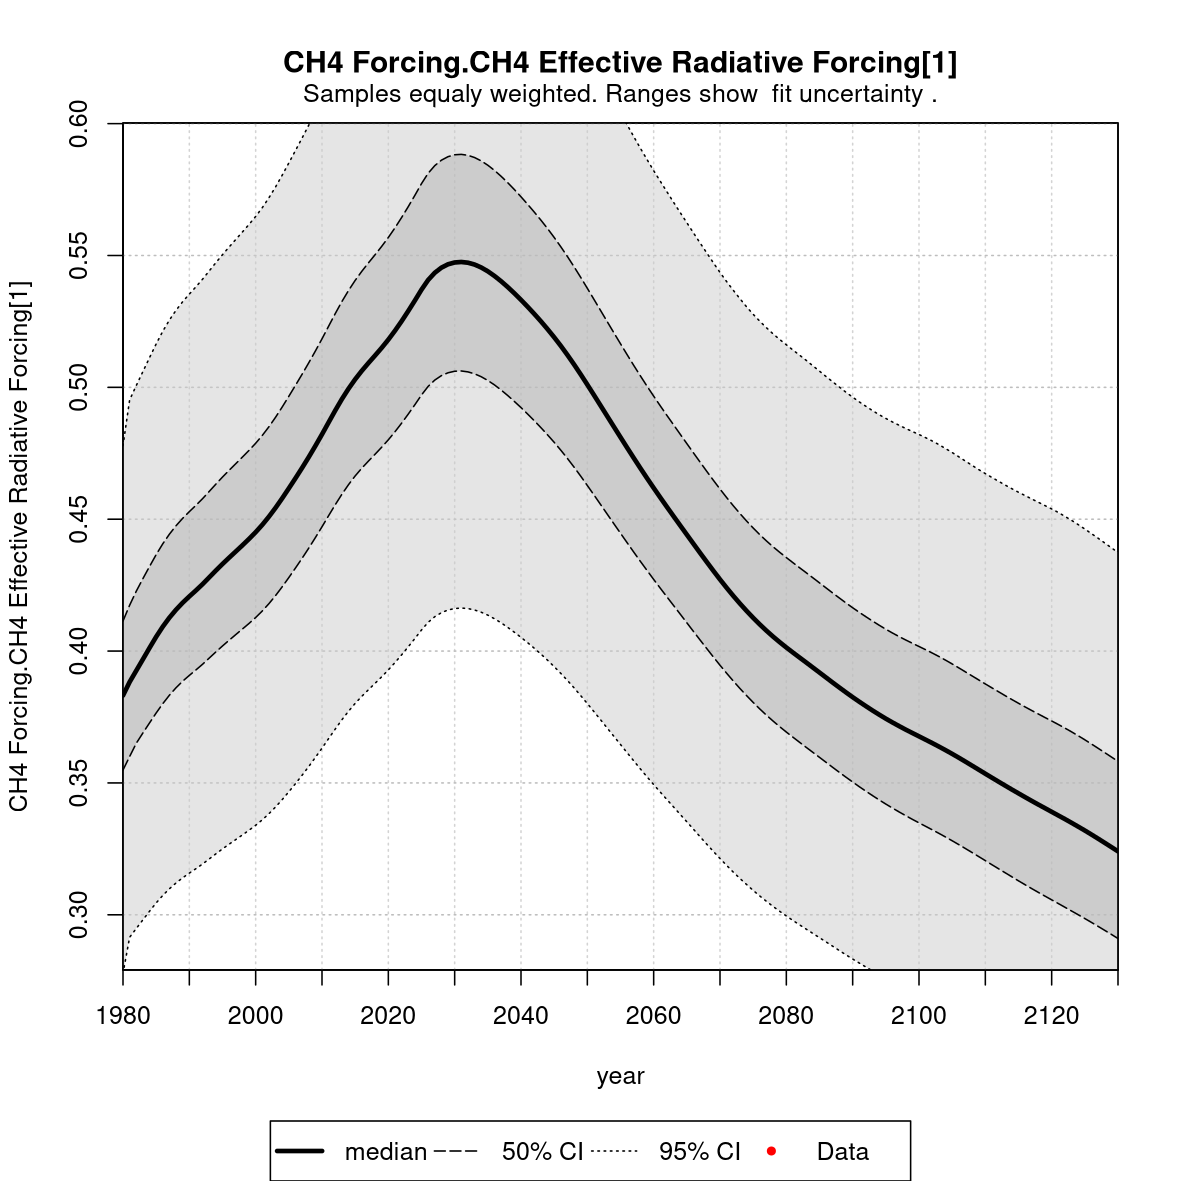 CH4 Forcing.CH4 Effective Radiative Forcing[1]
Samples equaly weighted. Ranges show  fit uncertainty .
CH4 Forcing.CH4 Effective Radiative Forcing[1]
0.60
0.55
0.50
0.45
0.40
0.35
0.30
1980 2000 2020 2040 2060 2080 2100 2120
year
median 50% CI 95% CI Data